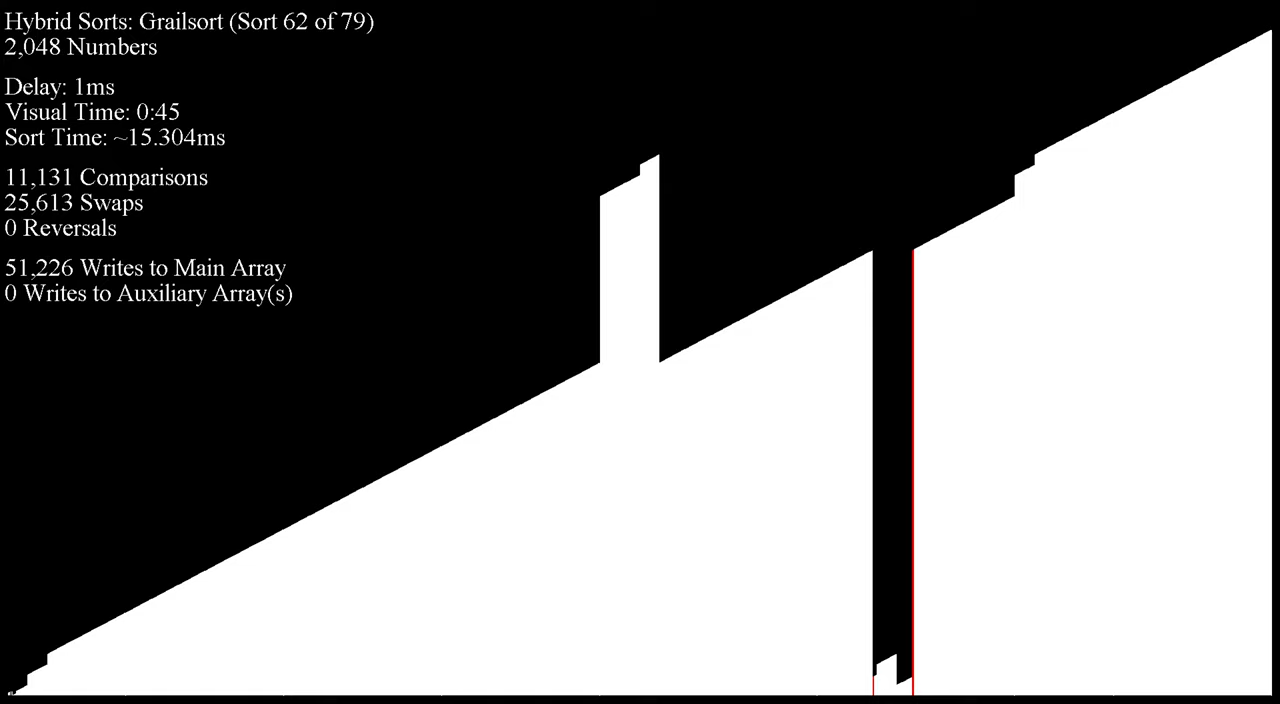 Hybrid Sorts: Grailsort (Sort 62 of 79)
2,048 Numbers
Delay: 1ms
Visual Time: 0:45
Sort Time: ~15.304ms
11,131 Comparisons
25,613 Swaps
0 Reversals
51,226 Writes to Main Array
0 Writes to Auxiliary Array(s)